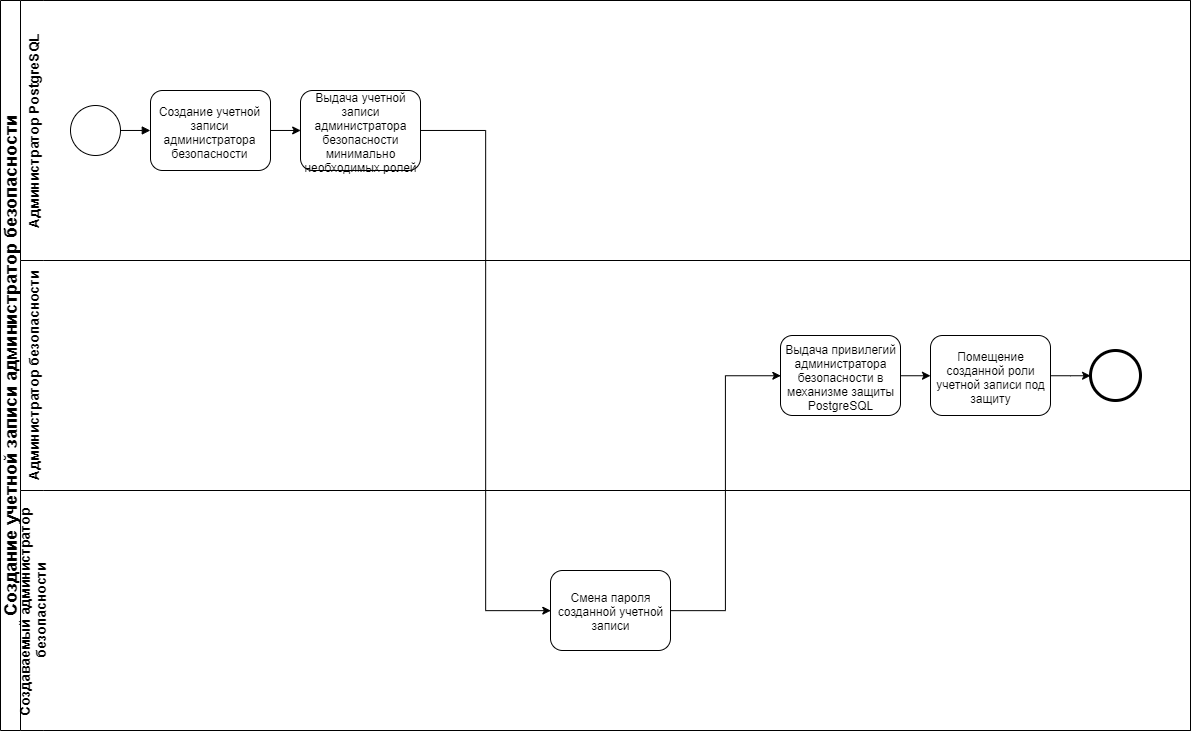 Создание учетной записи администратор безопасности
Администратор PostgreSQL
Создание учетной
записи
администратора
безопасности
Выдача учетной
записи
администратора
безопасности
минимально
необходимых ролей
Администратор безопасности
Выдача привилегий
администратора
безопасности в
механизме защиты
PostgreSQL
Помещение
созданной роли
учетной записи под
защиту
Создаваемый администратор
безопасности
Смена пароля
созданной учетной
записи